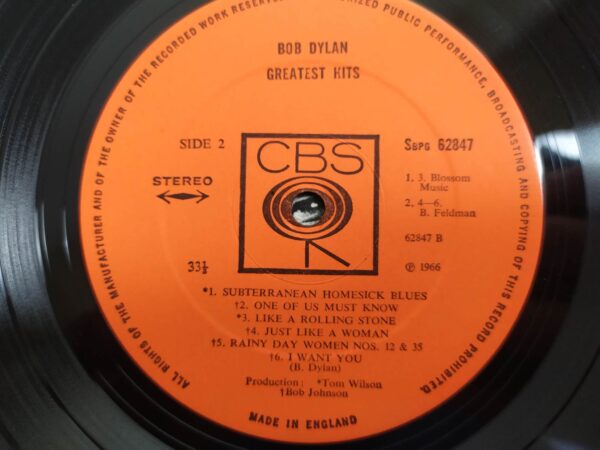 ALL RIGHTS OF THE MANUFACTURER AND OF THE OWNER OF THE RECORDED WORK RESERVED PUBLIC PERFORMANCE, BROADCASTING AND COPYING OF THIS RECORD PROHIBITED.
BOB DYLAN
GREATEST HITS
SIDE 2
CBS
SBPG 62847
STEREO
1, 3. Blossom
Music
2, 4—6.
B. Feldman
62847 B
33⅓
℗ 1966
*1. SUBTERRANEAN HOMESICK BLUES
†2. ONE OF US MUST KNOW
*3. LIKE A ROLLING STONE
†4. JUST LIKE A WOMAN
†5. RAINY DAY WOMEN NOS. 12 & 35
†6. I WANT YOU
(B. Dylan)
Production: *Tom Wilson
†Bob Johnson
MADE IN ENGLAND